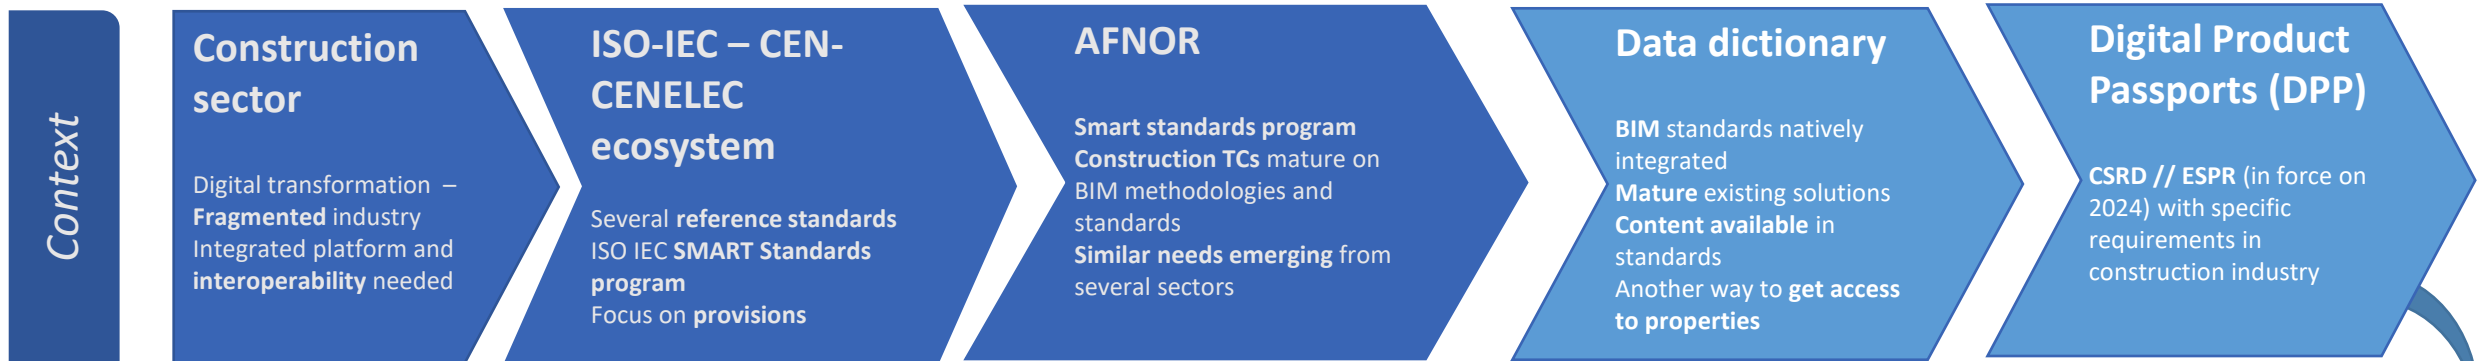 Context
Construction
sector
Digital transformation –
Fragmented industry
Integrated platform and
interoperability needed
ISO-IEC – CEN-
CENELEC
ecosystem
Several reference standards
ISO IEC SMART Standards
program
Focus on provisions
AFNOR
Smart standards program
Construction TCs mature on
BIM methodologies and
standards
Similar needs emerging from
several sectors
Data dictionary
BIM standards natively
integrated
Mature existing solutions
Content available in
standards
Another way to get access
to properties
Digital Product
Passports (DPP)
CSRD // ESPR (in force on
2024) with specific
requirements in
construction industry